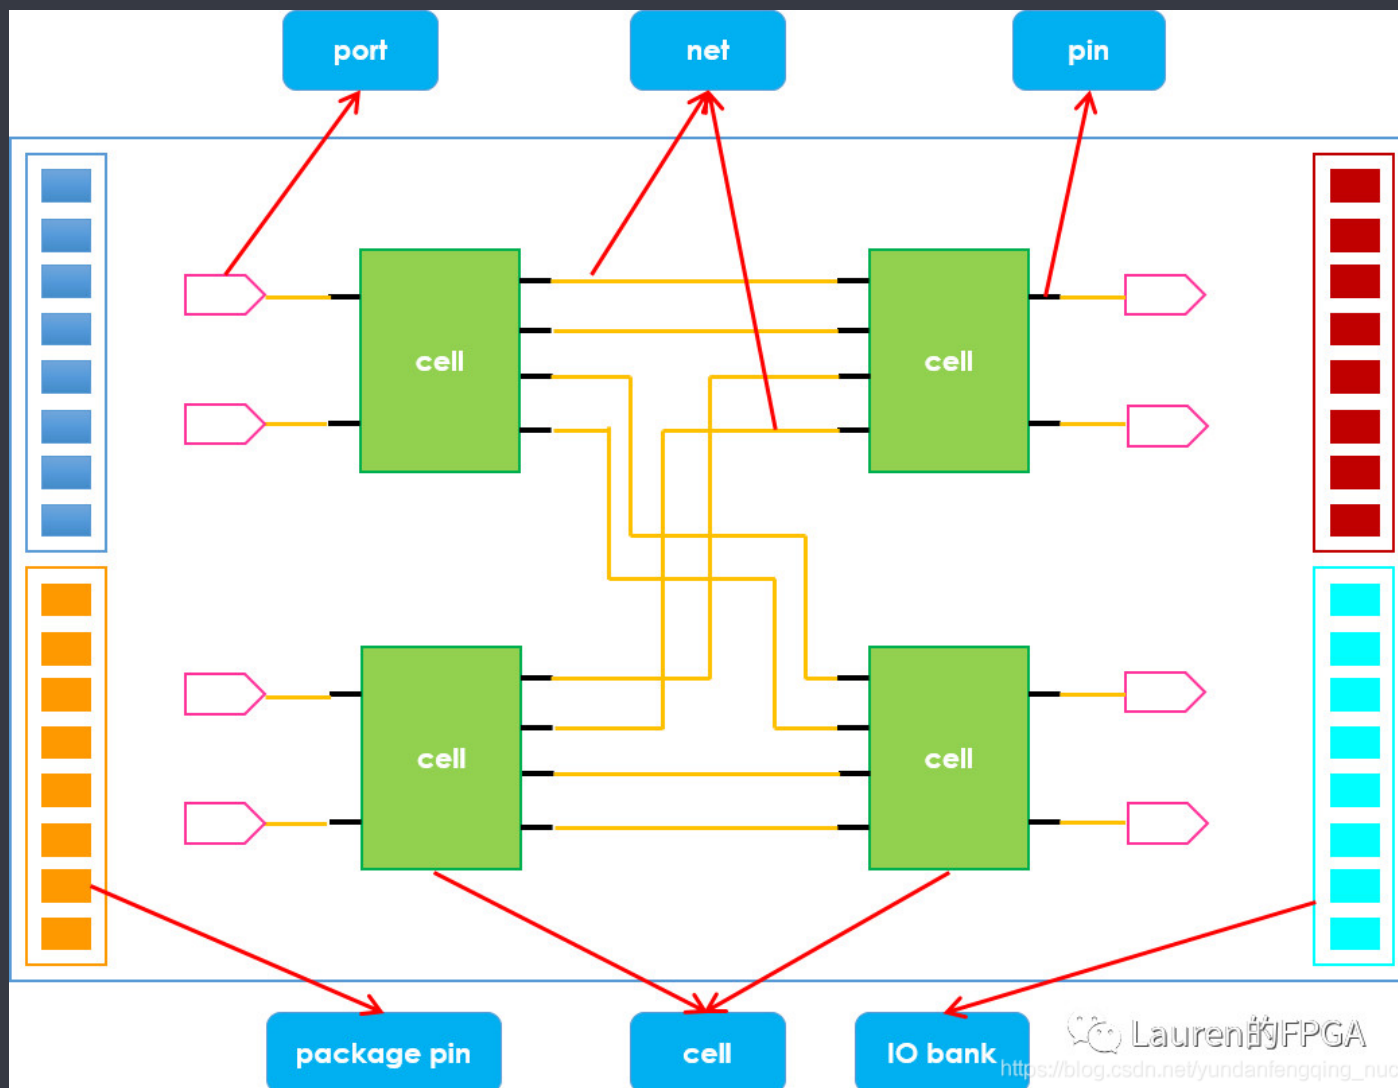 port
net
pin
cell
cell
cell
cell
package pin
cell
IO bank
Lauren的FPGA
https://blog.csdn.net/yundanfengqing_nuc